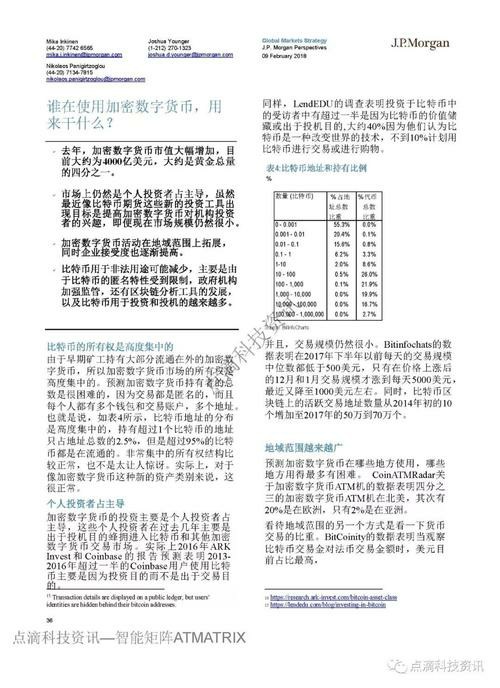 Mika Inkinen
(44-20) 7742 6565
mika.inkinen@jpmorgan.com
Nikolaos Panigirtzoglou
(44-20) 7134-7815
nikolaos.panigirtzoglou@jpmorgan.com
Joshua Younger
(1-212) 270-1323
joshua.d.younger@jpmorgan.com
Global Markets Strategy
J.P. Morgan Perspectives
09 February 2018
J.P.Morgan
谁在使用加密数字货币，用
来干什么？
去年，加密数字货币市值大幅增加，目
前大约为4000亿美元，大约是黄金总量
的四分之一。
市场上仍然是个人投资者占主导，虽然
最近像比特币期货这些新的投资工具出
现目标是提高加密数字货币对机构投资
者的兴趣，即便现在市场规模仍然很小。
加密数字货币活动在地域范围上拓展，
同时企业接受度也逐渐提高。
比特币用于非法用途可能减少，主要是由
于比特币的匿名性受到限制，政府机构
加强监管，还有区块链分析工具的发展，
以及比特币用于投资和投机的越来越多。
比特币的所有权是高度集中的
由于早期矿工持有大部分流通在外的加密数
字货币，所以加密数字货币市场的所有权是
高度集中的。预测加密数字货币持有者的总
数是很困难的，因为交易都是匿名的，而且
每个人都有多个钱包和交易账户，多个地址。
也就是说，如表4所示，比特币地址的分布
是高度集中的，持有超过1个比特币的地址
只占地址总数的2.5%，但是超过95%的比特
币都是在流通的。非常集中的所有权结构比
较正常，也不是太让人惊讶。实际上，对于
像加密数字货币这种新的资产类别来说，这
很正常。
个人投资者占主导
加密数字货币的投资主要是个人投资者占
主导，这些个人投资者在过去几年主要是
出于投机目的蜂拥进入比特币和其他加密
数字货币交易市场。实际上2016年ARK
Invest 和 Coinbase 的报告预测表明2013-
2016年超过一半的Coinbase用户使用比特
币主要是因为投资目的而不是出于交易目
的。
11 Transaction details are displayed on a public ledger, but users'
identities are hidden behind their bitcoin addresses.
36
同样，LendEDU的调查表明投资于比特币中
的受访者中有超过一半是因为比特币的价值储
藏或出于投机目的,大约40%因为他们认为比
特币是一种改变世界的技术，不到10%计划用
比特币进行交易或进行购物。
表4:比特币地址和持有比例
%
数量(比特币) %占地址总数比重 %代币总数比重
0 - 0.001 55.3% 0.0%
0.001 - 0.01 20.4% 0.1%
0.01 - 0.1 15.6% 0.8%
0.1 - 1 6.2% 3.3%
1-10 2.0% 8.6%
10 - 100 0.5% 26.0%
100 - 1,000 0.1% 21.9%
1,000 - 10,000 0.0% 19.9%
10,000 - 100,000 0.0% 16.7%
100,000 - 1,000,000 0.0% 2.7%
Source: BitInfoCharts
并且，交易规模仍然很小。Bitinfochats的数
据表明在2017年下半年以前每天的交易规模
中位数都低于500美元，只有在价格上涨后
的12月和1月交易规模才涨到每天5000美元，
最近又降至1000美元左右。同时，比特币区
块链上的活跃交易地址数量从2014年初的10
个增加至2017年的50万到70万个。
地域范围越来越广
预测加密数字货币在哪些地方使用，哪些
地方用得最多有困难。 CoinATMRadar关
于加密数字货币ATM机的数据表明四分之
三的加密数字货币ATM机在北美，其次有
20%是在欧洲，只有2%是在亚洲。
看待地域范围的另一个方式是看一下货币
交易的比重。BitCoinity的数据表明当观察
比特币交易金对法币交易金额时，美元目
前占比最高，
https://research.ark-invest.com/bitcoin-asset-class
https://lendedu.com/blog/investing-in-bitcoin
点滴科技资讯—智能矩阵ATMATRIX
点滴科技资讯